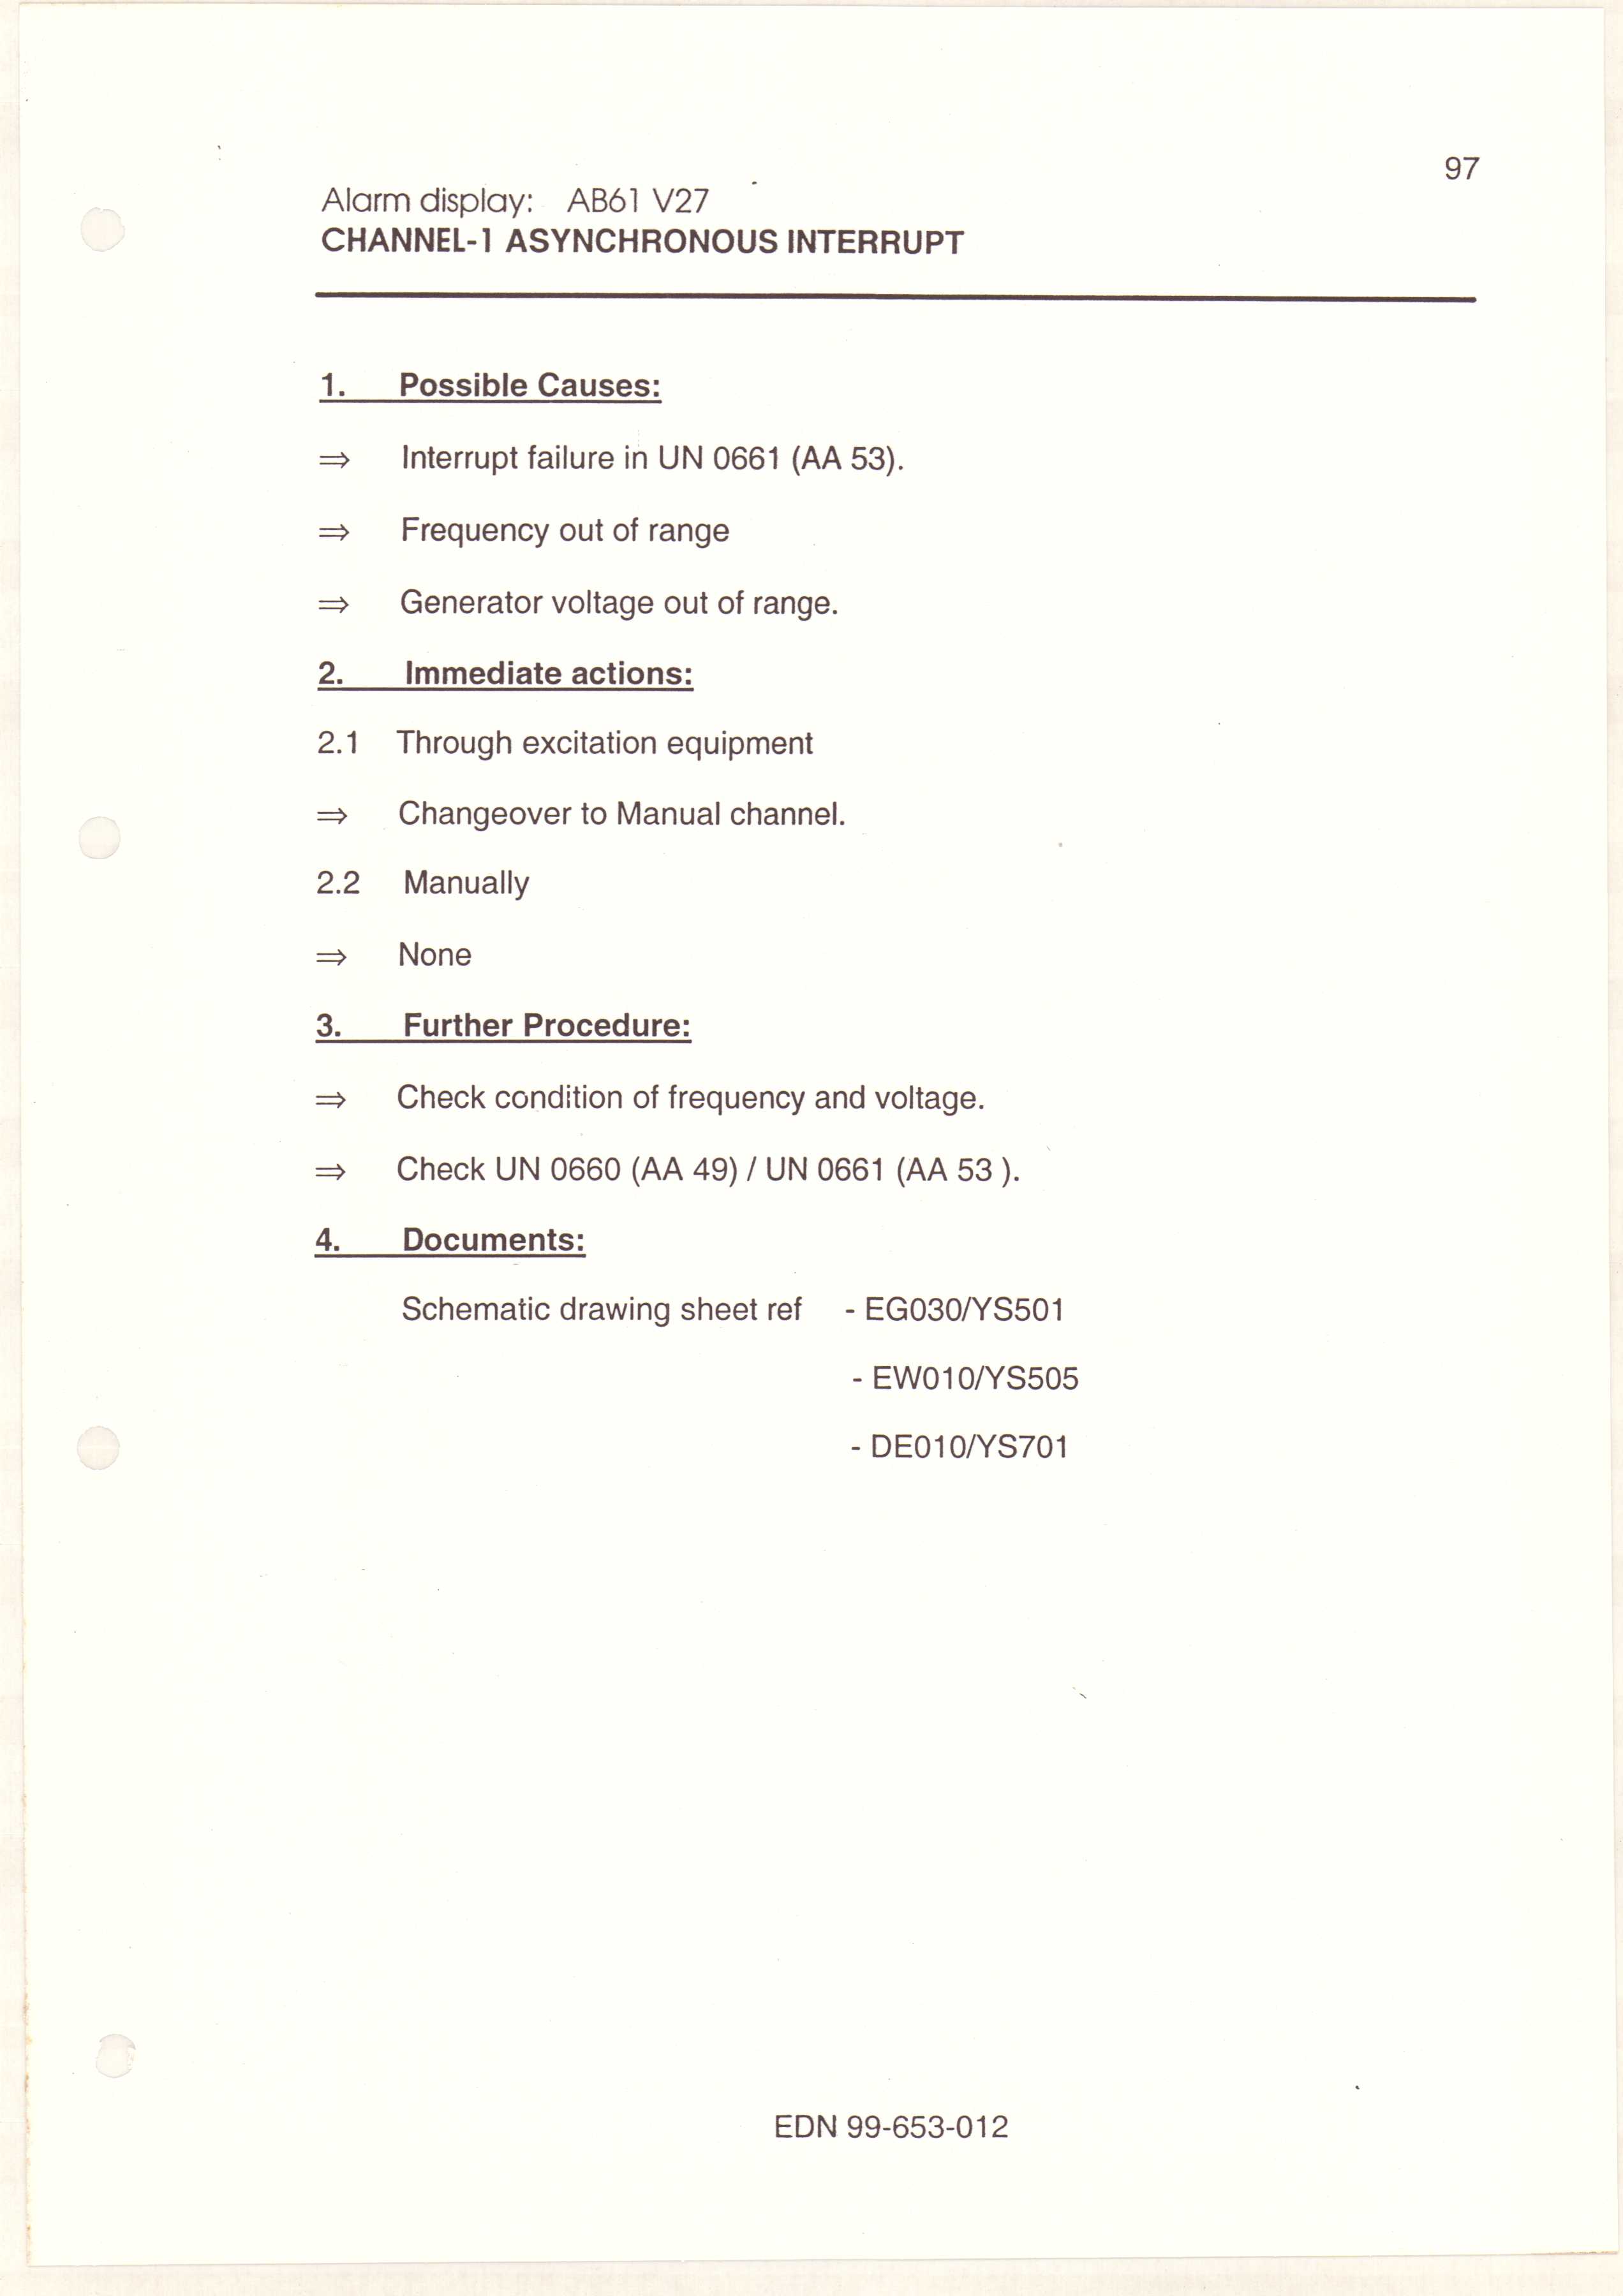 97
Alarm display: AB61 V27
CHANNEL-1 ASYNCHRONOUS INTERRUPT
1. Possible Causes:
⇒ Interrupt failure in UN 0661 (AA 53).
⇒ Frequency out of range
⇒ Generator voltage out of range.
2. Immediate actions:
2.1 Through excitation equipment
⇒ Changeover to Manual channel.
2.2 Manually
⇒ None
3. Further Procedure:
⇒ Check condition of frequency and voltage.
⇒ Check UN 0660 (AA 49) / UN 0661 (AA 53 ).
4. Documents:
Schematic drawing sheet ref - EG030/YS501
- EW010/YS505
- DE010/YS701
EDN 99-653-012